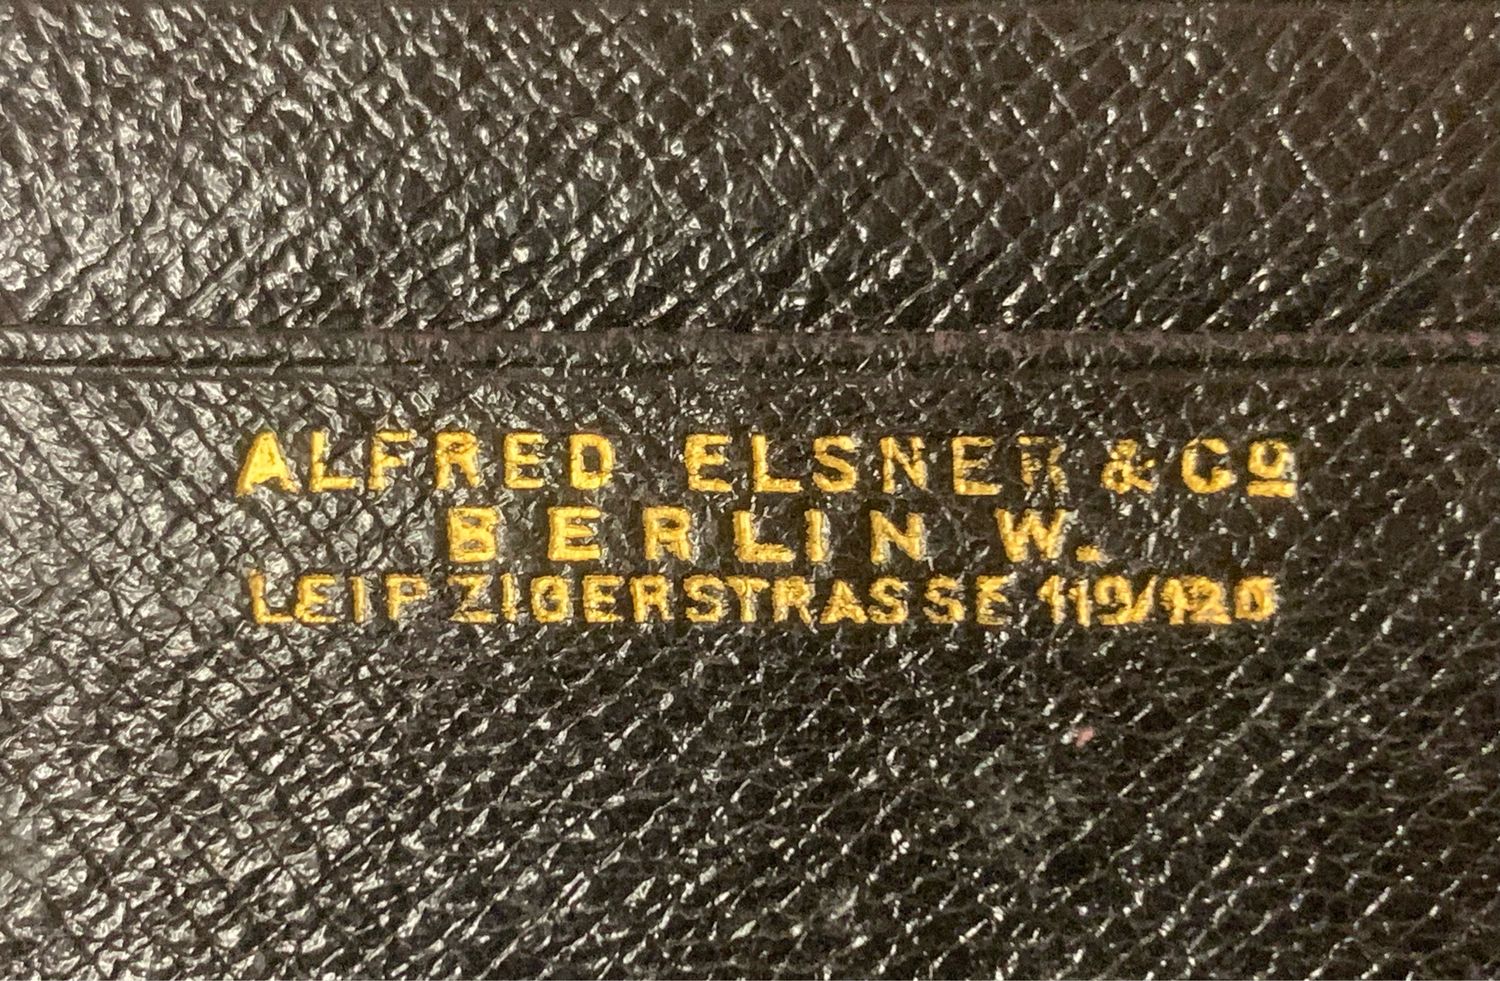 ALFRED ELSNER & Cº
BERLIN W.
LEIPZIGERSTRASSE 119/120